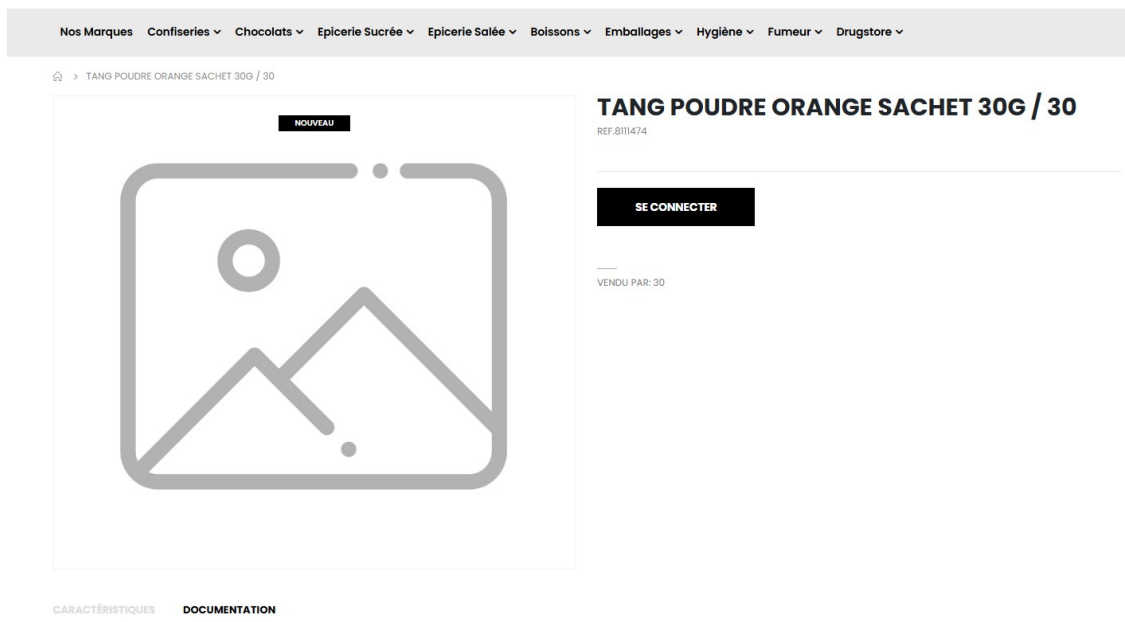 Nos Marques Confiseries Chocolats Epicerie Sucrée Epicerie Salée Boissons Emballages Hygiène Fumeur Drugstore
> TANG POUDRE ORANGE SACHET 30G / 30
NOUVEAU
TANG POUDRE ORANGE SACHET 30G / 30
REF.8111474
SE CONNECTER
VENDU PAR: 30
CARACTÉRISTIQUES DOCUMENTATION